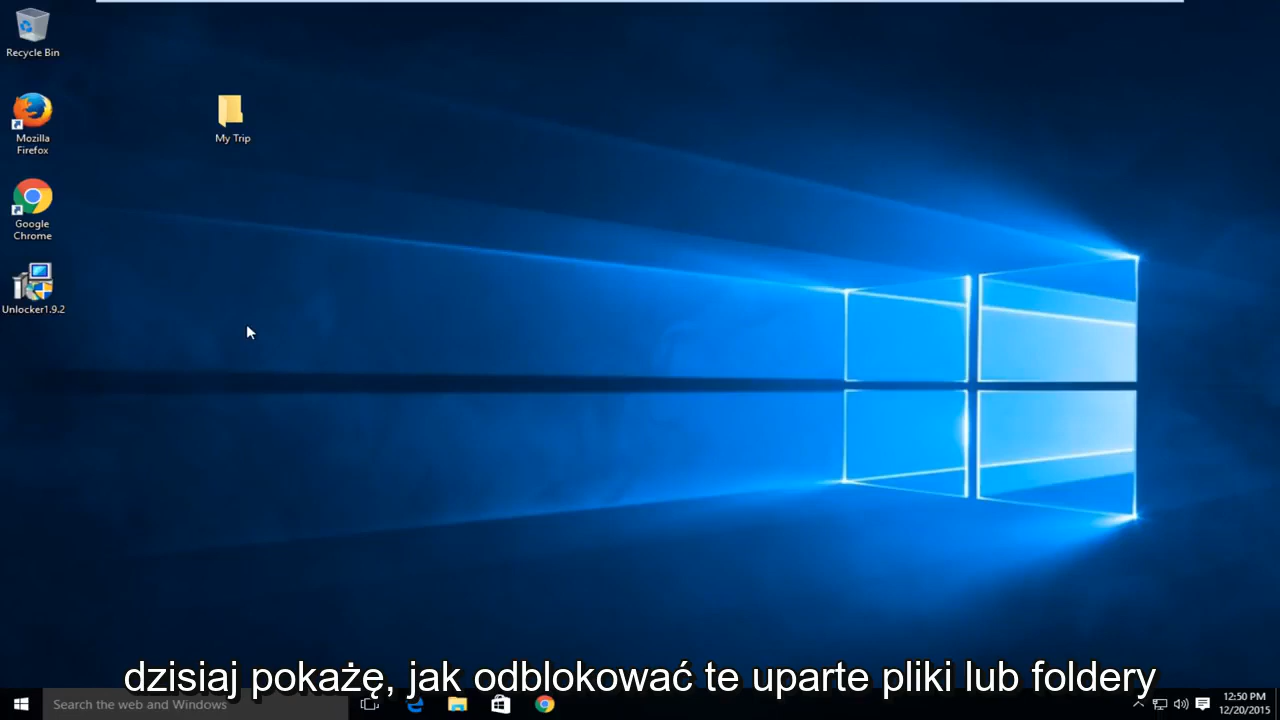 Recycle Bin
Mozilla
Firefox
My Trip
Google
Chrome
Unlocker1.9.2
dzisiaj pokażę, jak odblokować te uparte pliki lub foldery
Search the web and Windows
12:50 PM
12/20/2015